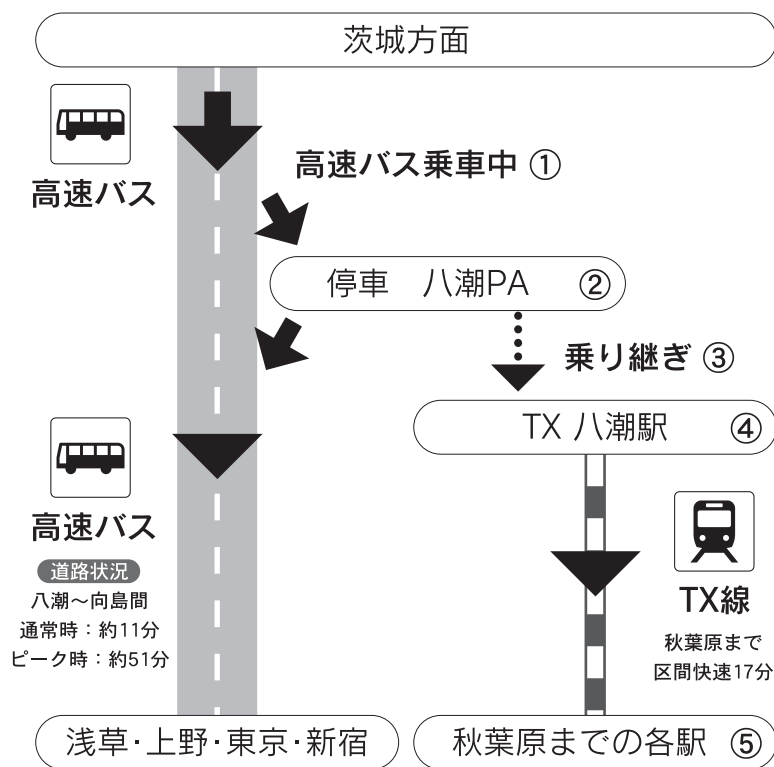 茨城方面
高速バス
高速バス乗車中 ①
停車　八潮PA　②
乗り継ぎ ③
TX 八潮駅　④
高速バス
道路状況
八潮〜向島間
通常時：約11分
ピーク時：約51分
TX線
秋葉原まで
区間快速17分
浅草・上野・東京・新宿
秋葉原までの各駅 ⑤